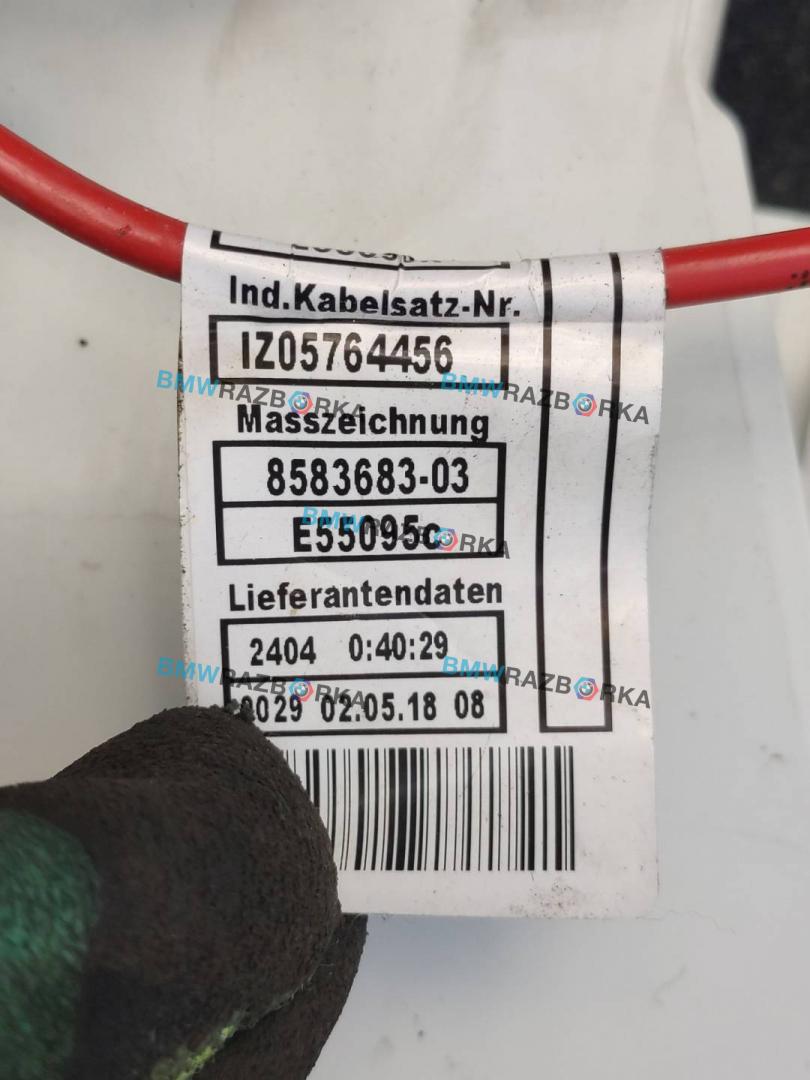 Ind.Kabelsatz-Nr.
IZ05764456
BMWRAZBORKA BMWRAZBORKA
Masszeichnung
8583683-03
E55095c
BMWRAZBORKA
Lieferantendaten
2404 0:40:29
BMWRAZBORKA BMWRAZBORKA
0029 02.05.18 08